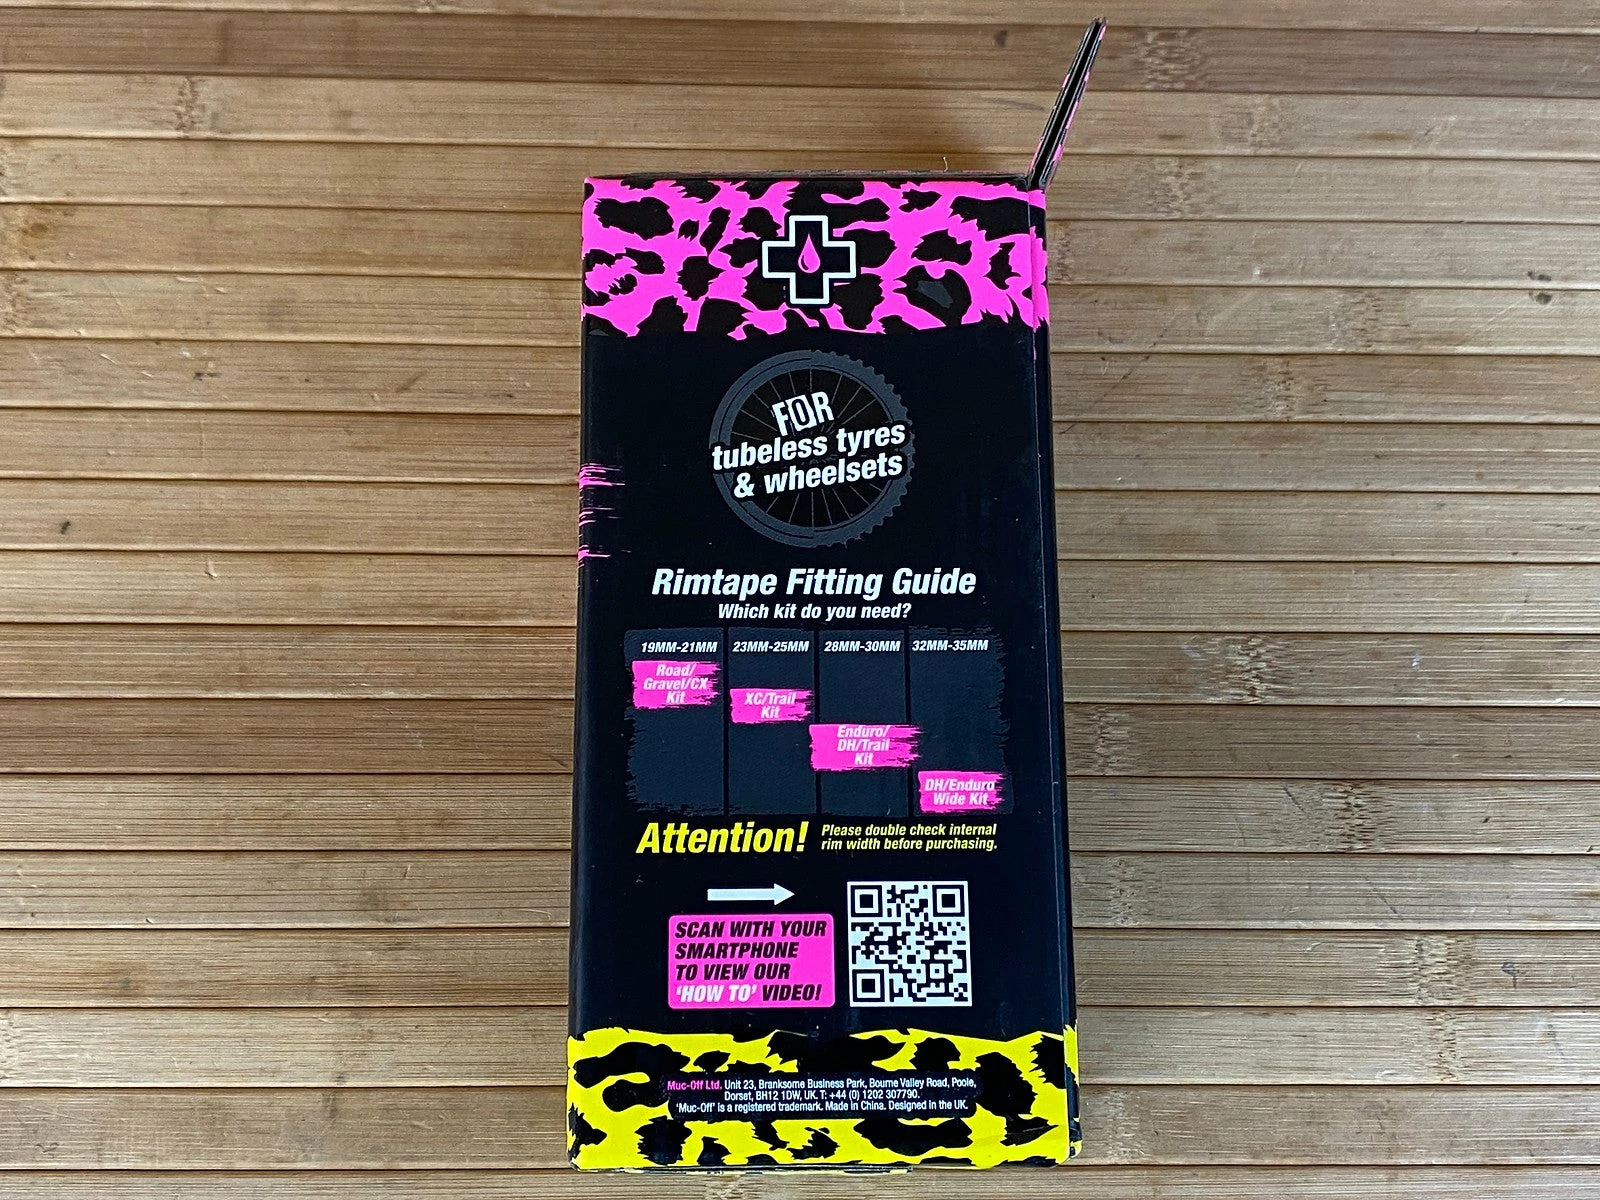 FOR
tubeless tyres
& wheelsets
Rimtape Fitting Guide
Which kit do you need?
19MM-21MM 23MM-25MM 28MM-30MM 32MM-35MM
Road/
Gravel/CX
Kit
XC/Trail
Kit
Enduro/
DH/Trail
Kit
DH/Enduro
Wide Kit
Attention! Please double check internal
rim width before purchasing.
SCAN WITH YOUR
SMARTPHONE
TO VIEW OUR
‘HOW TO’ VIDEO!
Muc-Off Ltd. Unit 23, Branksome Business Park, Bourne Valley Road, Poole,
Dorset, BH12 1DW, UK. T: +44 (0) 1202 307790.
‘Muc-Off’ is a registered trademark. Made in China. Designed in the UK.